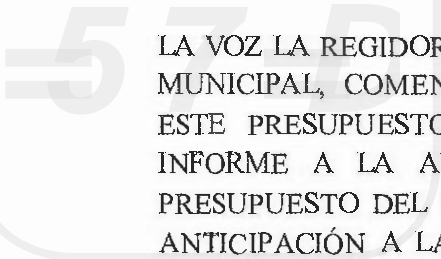 LA VOZ LA REGIDOR
MUNICIPAL, COMEN
ESTE PRESUPUESTO
INFORME A LA A
PRESUPUESTO DEL
ANTICIPACIÓN A LA